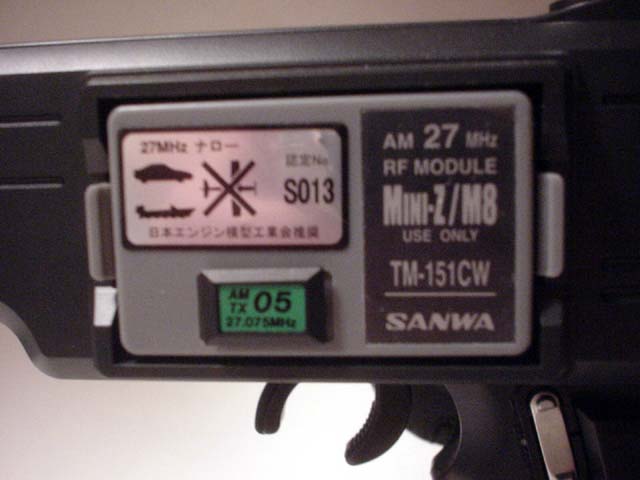 27MHz ナロー
認定No
S013
日本エンジン模型工業会推奨
AM
TX 05
27.075MHz
AM 27 MHz
RF MODULE
MINI-Z/M8
USE ONLY
TM-151CW
SANWA